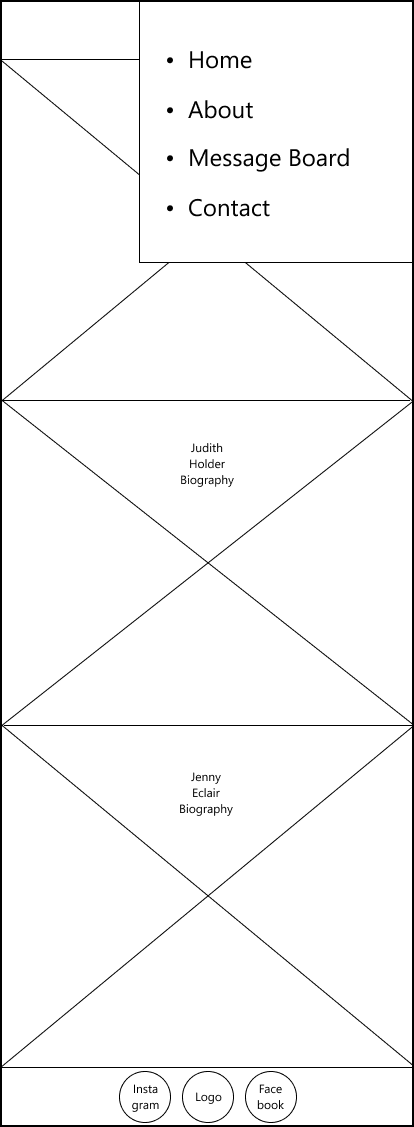 • Home
• About
• Message Board
• Contact
Judith
Holder
Biography
Jenny
Eclair
Biography
Insta
gram
Logo
Face
book